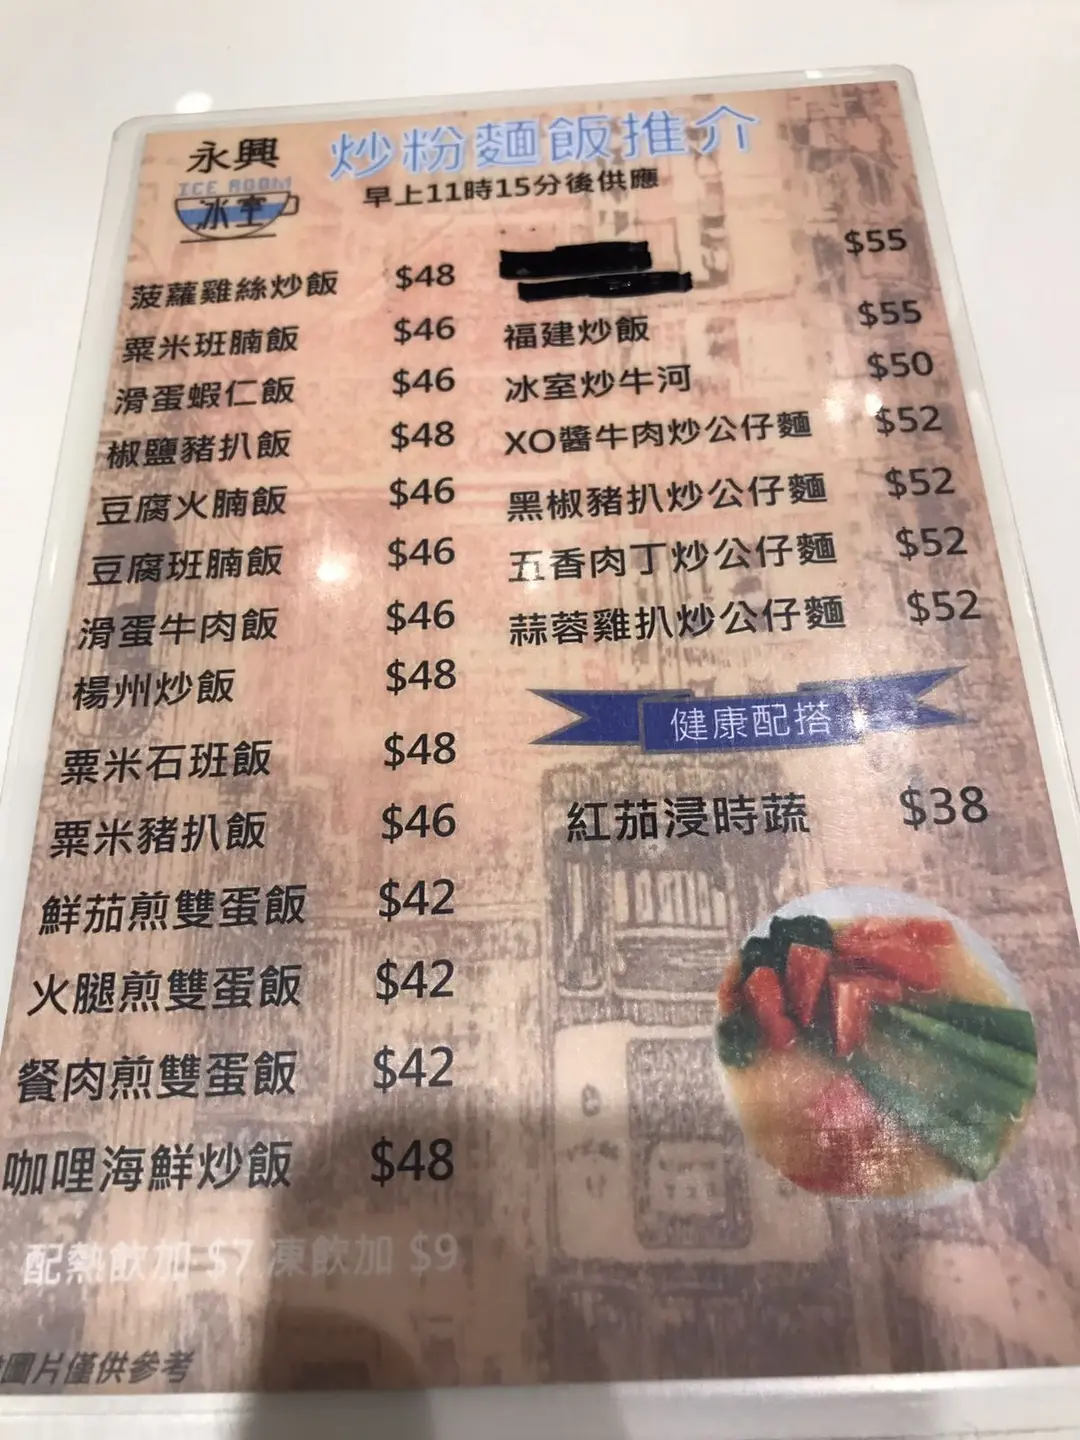 永興
ICE ROOM
冰室
炒粉麵飯推介
早上11時15分後供應
菠蘿雞絲炒飯 $48
粟米班腩飯 $46
滑蛋蝦仁飯 $46
椒鹽豬扒飯 $48
豆腐火腩飯 $46
豆腐班腩飯 $46
滑蛋牛肉飯 $46
楊州炒飯 $48
粟米石班飯 $48
粟米豬扒飯 $46
鮮茄煎雙蛋飯 $42
火腿煎雙蛋飯 $42
餐肉煎雙蛋飯 $42
咖哩海鮮炒飯 $48
配熱飲加 $7 凍飲加 $9
圖片僅供參考
$55
福建炒飯 $55
冰室炒牛河 $50
XO醬牛肉炒公仔麵 $52
黑椒豬扒炒公仔麵 $52
五香肉丁炒公仔麵 $52
蒜蓉雞扒炒公仔麵 $52
健康配搭
紅茄浸時蔬 $38